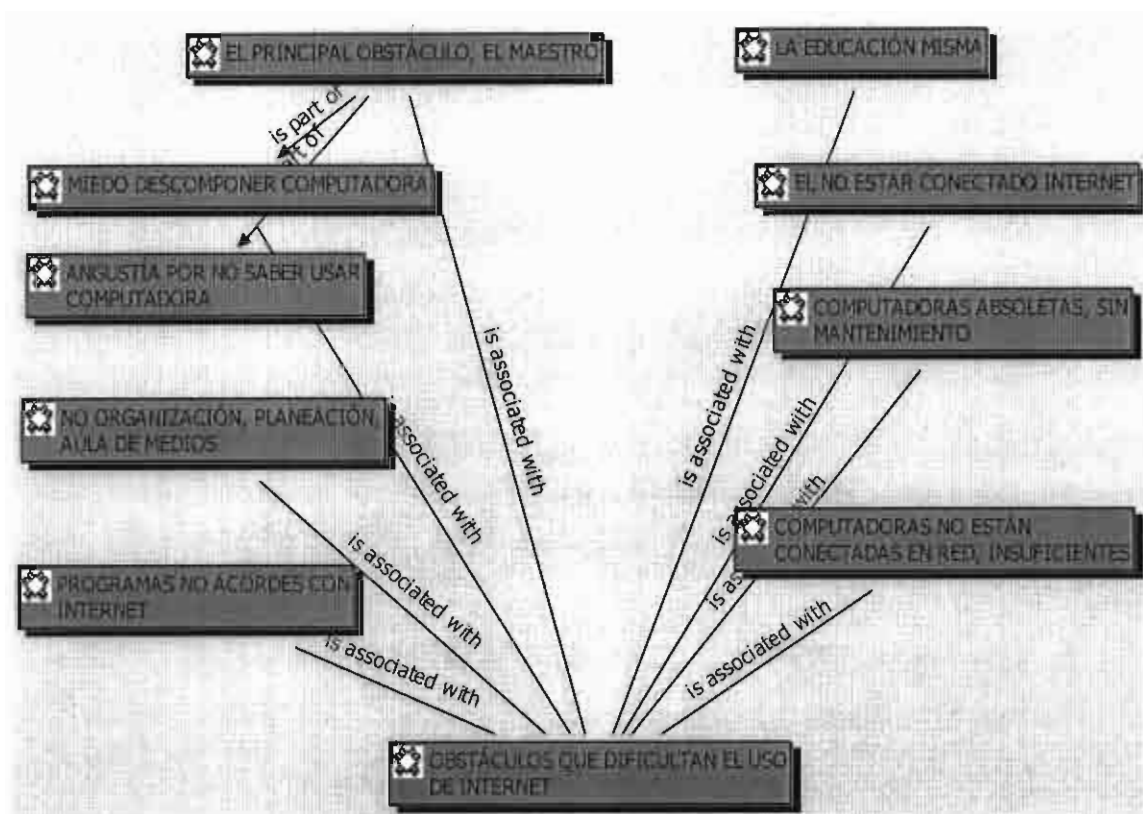 EL PRINCIPAL OBSTÁCULO, EL MAESTRO
LA EDUCACIÓN MISMA
is part of
part of
MIEDO DESCOMPONER COMPUTADORA
EL NO ESTAR CONECTADO INTERNET
ANGUSTÍA POR NO SABER USAR
COMPUTADORA
COMPUTADORAS ABSOLETAS, SIN
MANTENIMIENTO
is associated with
is associated with
NO ORGANIZACIÓN, PLANEACIÓN,
AULA DE MEDIOS
associated with
is associated with
with
COMPUTADORAS NO ESTÁN
CONECTADAS EN RED, INSUFICIENTES
is associated with
PROGRAMAS NO ACORDES CON
INTERNET
is associated with
is associated with
OBSTÁCULOS QUE DIFICULTAN EL USO
DE INTERNET